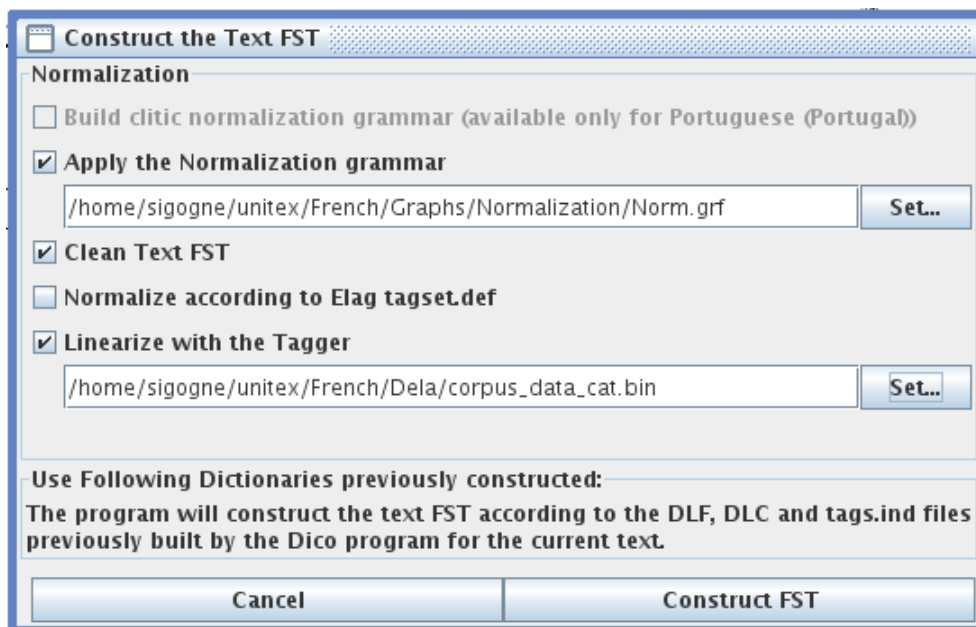 Construct the Text FST
Normalization
Build clitic normalization grammar (available only for Portuguese (Portugal))
Apply the Normalization grammar
/home/sigogne/unitex/French/Graphs/Normalization/Norm.grf
Set...
Clean Text FST
Normalize according to Elag tagset.def
Linearize with the Tagger
/home/sigogne/unitex/French/Dela/corpus_data_cat.bin
Set...
Use Following Dictionaries previously constructed:
The program will construct the text FST according to the DLF, DLC and tags.ind files
previously built by the Dico program for the current text.
Cancel
Construct FST